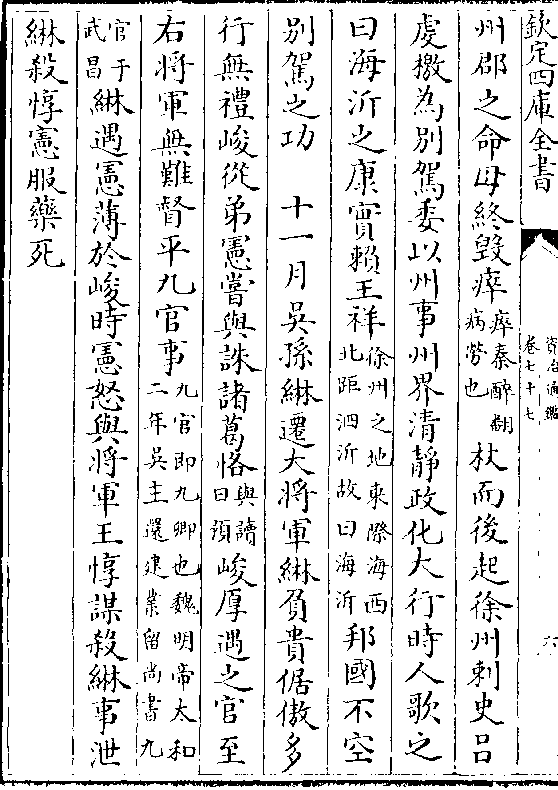 欽定四庫全書
資治通鑑
卷七十七
六
州郡之命母終毀瘁瘁秦醉翻
病勞也杖而後起徐州刺史呂
虔檄為別駕委以州事州界清靜政化大行時人歌之
曰海沂之康實賴王祥徐州之地東際海西
北距泗沂故曰海沂邦國不空
別駕之功　十一月吳孫綝遷大將軍綝負貴倨傲多
行無禮峻從弟憲嘗與誅諸葛恪與讀
曰預峻厚遇之官至
右將軍無難督平九官事九官即九卿也魏明帝太和
二年吳主還建業留尚書九
官于
武昌綝遇憲薄於峻時憲怒與將軍王惇謀殺綝事泄
綝殺惇憲服藥死